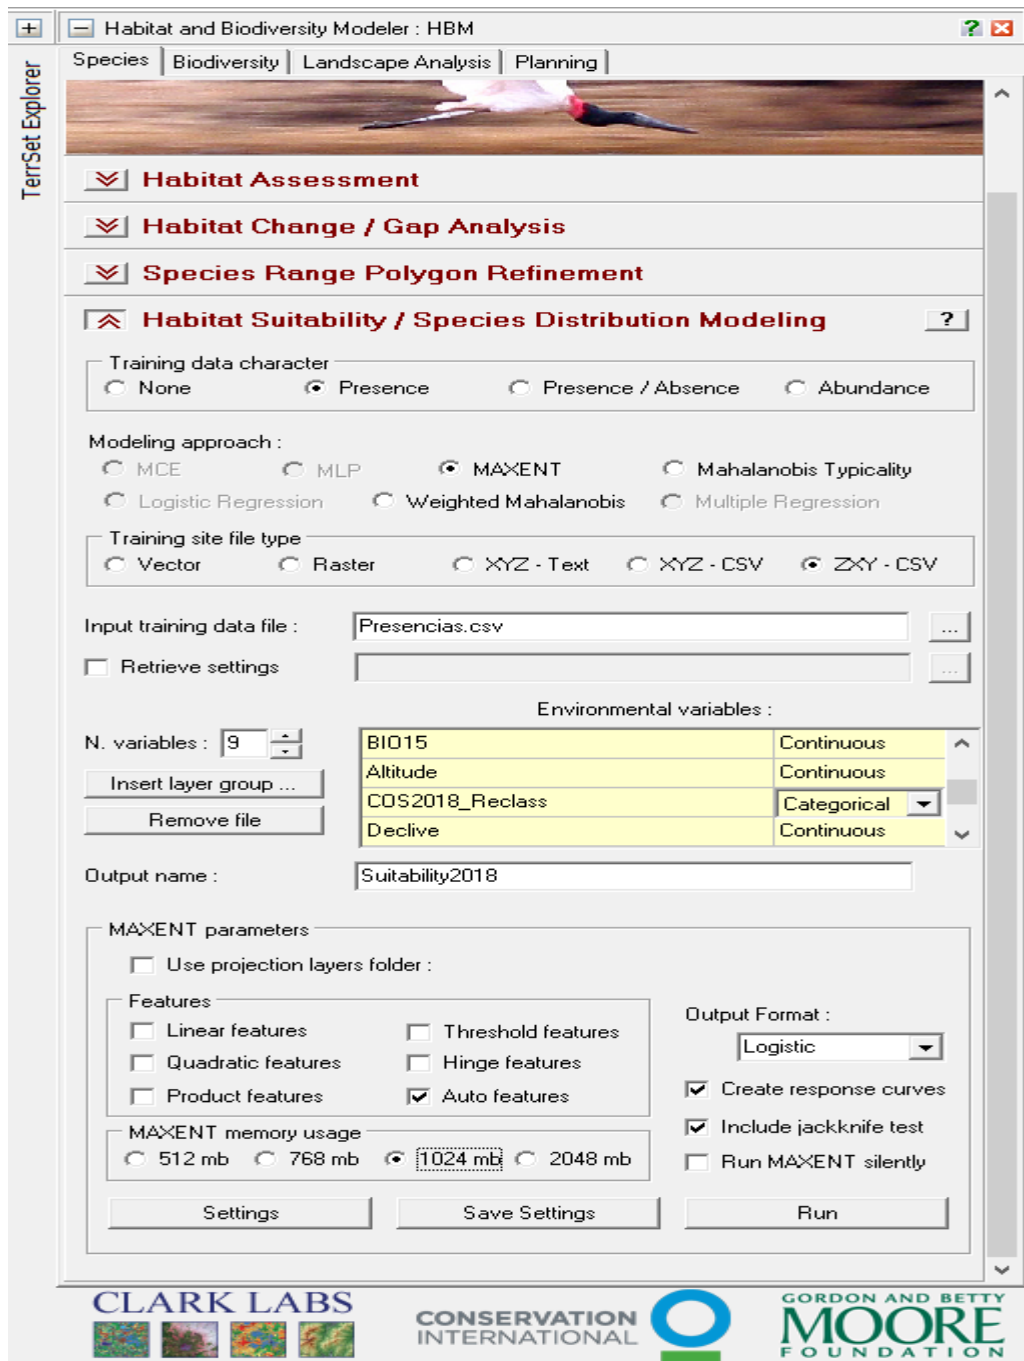 Habitat and Biodiversity Modeler : HBM
?
TerrSet Explorer
Species Biodiversity Landscape Analysis Planning
Habitat Assessment
Habitat Change / Gap Analysis
Species Range Polygon Refinement
Habitat Suitability / Species Distribution Modeling ?
Training data character
None Presence Presence / Absence Abundance
Modeling approach :
MCE MLP MAXENT Mahalanobis Typicality
Logistic Regression Weighted Mahalanobis Multiple Regression
Training site file type
Vector Raster XYZ - Text XYZ - CSV ZXY - CSV
Input training data file : Presencias.csv ...
Retrieve settings ...
Environmental variables :
N. variables : 9
BIO15 Continuous
Insert layer group ...
Altitude Continuous
COS2018_Reclass Categorical
Remove file
Declive Continuous
Output name : Suitability2018
MAXENT parameters
Use projection layers folder :
Features
Linear features Threshold features
Quadratic features Hinge features
Product features Auto features
Output Format :
Logistic
Create response curves
Include jackknife test
Run MAXENT silently
MAXENT memory usage
512 mb 768 mb 1024 mb 2048 mb
Settings Save Settings Run
CLARK LABS
CONSERVATION
INTERNATIONAL
GORDON AND BETTY
MOORE
FOUNDATION